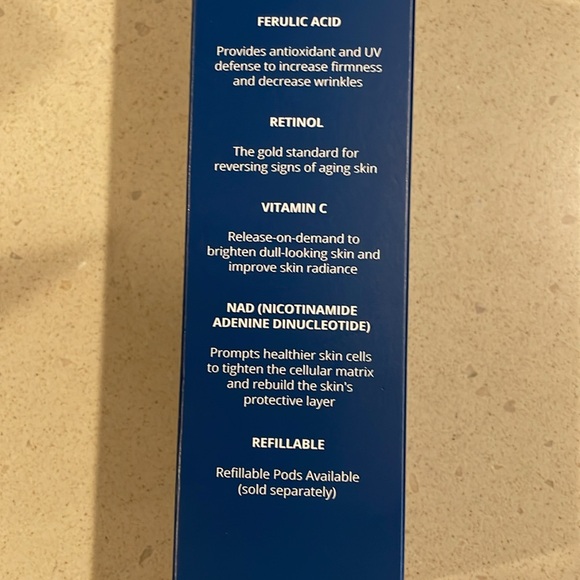 FERULIC ACID
Provides antioxidant and UV
defense to increase firmness
and decrease wrinkles
RETINOL
The gold standard for
reversing signs of aging skin
VITAMIN C
Release-on-demand to
brighten dull-looking skin and
improve skin radiance
NAD (NICOTINAMIDE
ADENINE DINUCLEOTIDE)
Prompts healthier skin cells
to tighten the cellular matrix
and rebuild the skin's
protective layer
REFILLABLE
Refillable Pods Available
(sold separately)